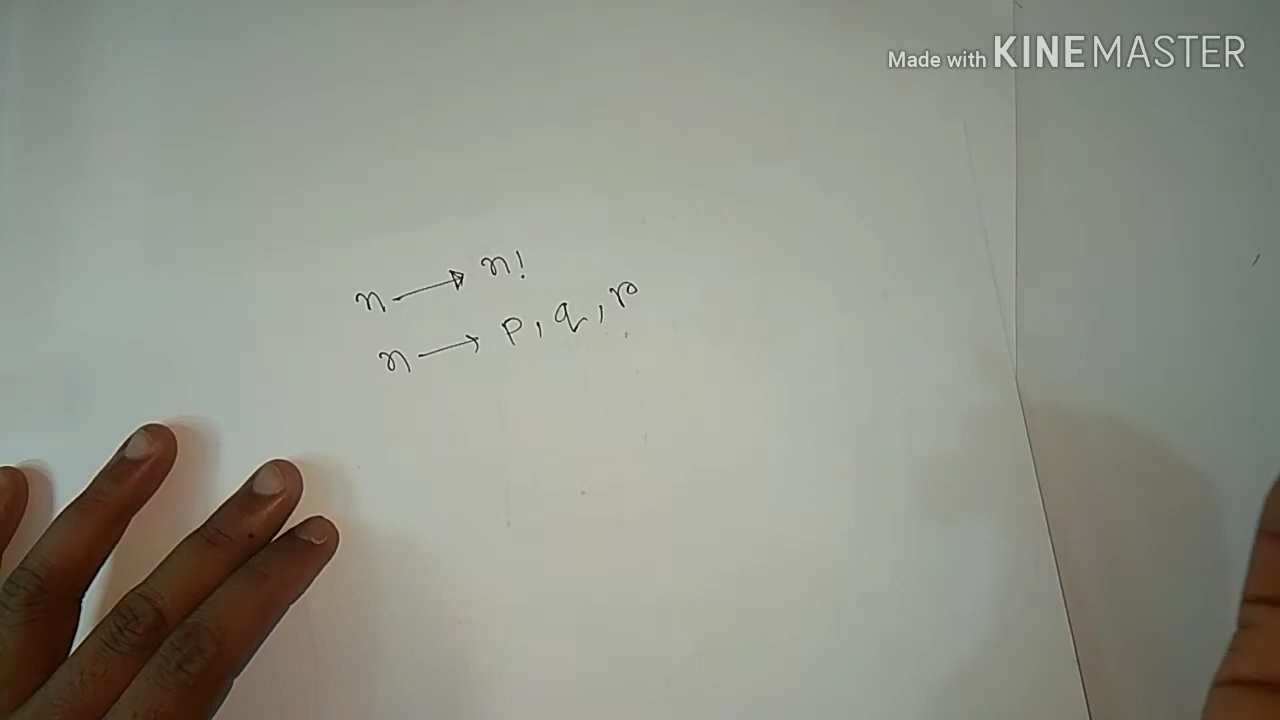 Made with KINEMASTER
n → n!
n → p, q, r